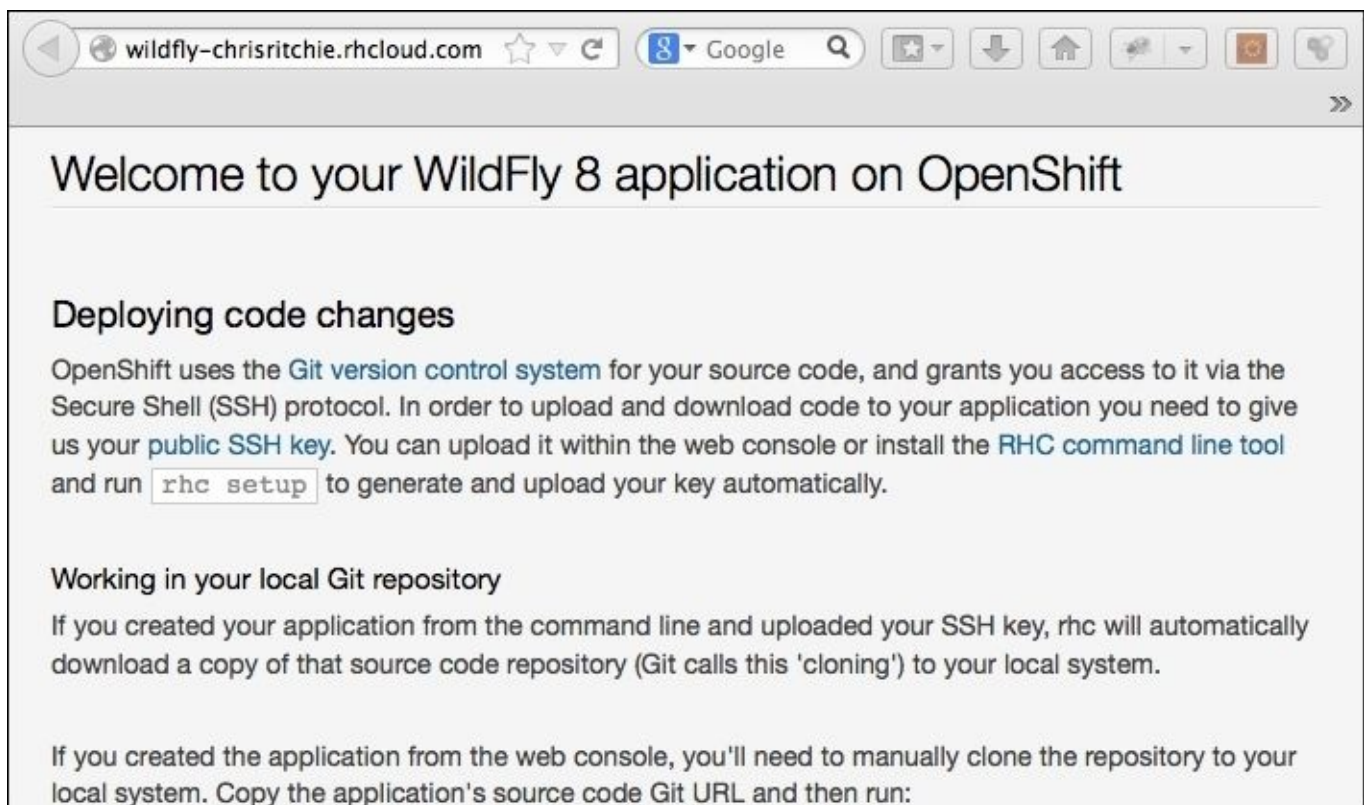 wildfly-chrisritchie.rhcloud.com
8 Google
»
Welcome to your WildFly 8 application on OpenShift
Deploying code changes
OpenShift uses the Git version control system for your source code, and grants you access to it via the
Secure Shell (SSH) protocol. In order to upload and download code to your application you need to give
us your public SSH key. You can upload it within the web console or install the RHC command line tool
and run rhc setup to generate and upload your key automatically.
Working in your local Git repository
If you created your application from the command line and uploaded your SSH key, rhc will automatically
download a copy of that source code repository (Git calls this 'cloning') to your local system.
If you created the application from the web console, you'll need to manually clone the repository to your
local system. Copy the application's source code Git URL and then run: